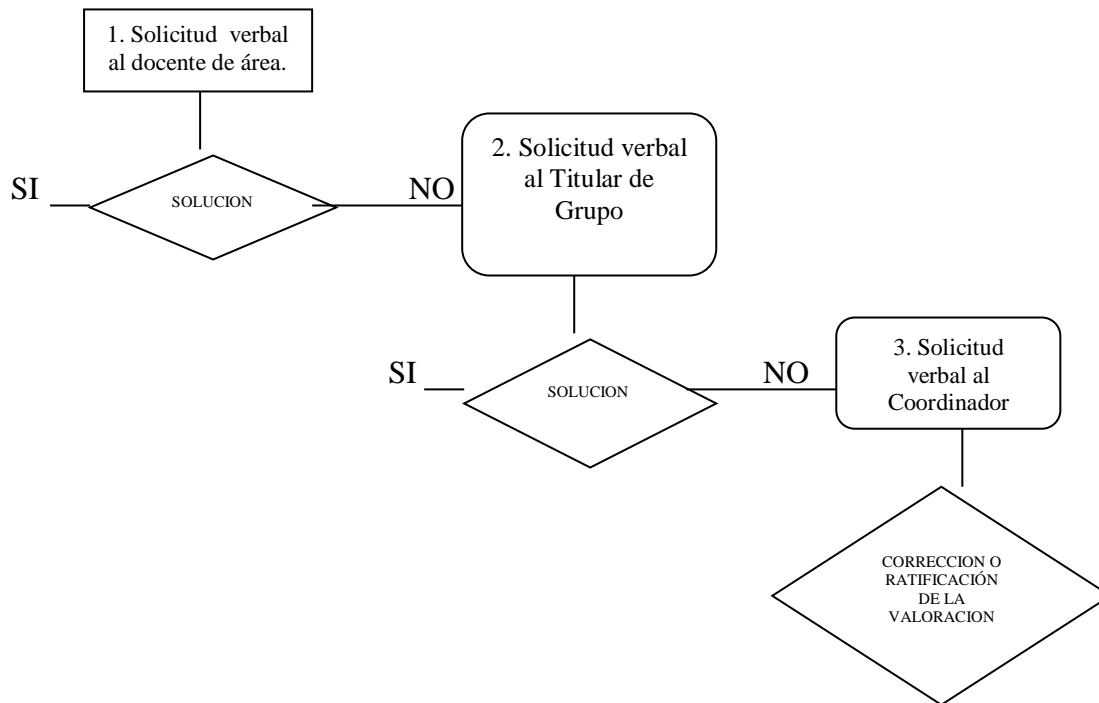 1. Solicitud verbal
al docente de área.
2. Solicitud verbal
al Titular de
Grupo
SI
SOLUCION
NO
3. Solicitud
verbal al
Coordinador
SI
SOLUCION
NO
CORRECCION O
RATIFICACIÓN
DE LA
VALORACION